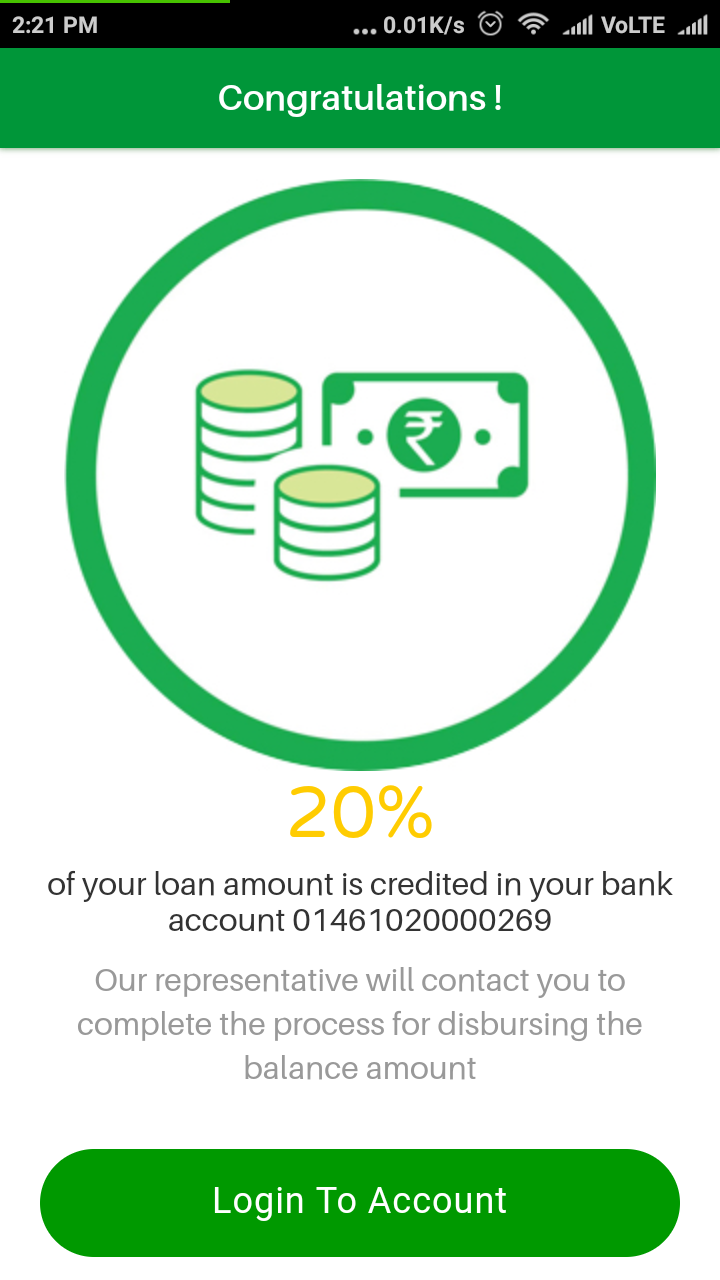 2:21 PM ... 0.01K/s VoLTE
Congratulations !
₹
20%
of your loan amount is credited in your bank
account 01461020000269
Our representative will contact you to
complete the process for disbursing the
balance amount
Login To Account